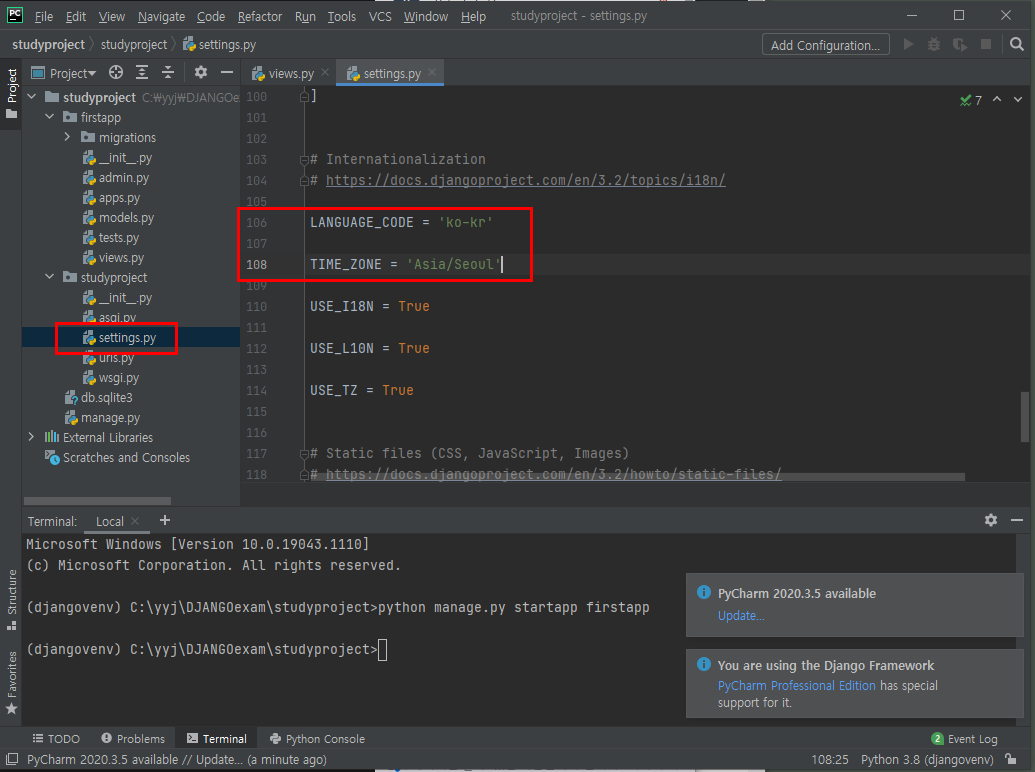 PC File Edit View Navigate Code Refactor Run Tools VCS Window Help studyproject - settings.py
studyproject studyproject settings.py Add Configuration...
Project
Project
views.py settings.py
studyproject C:￦yyj￦DJANGOex
firstapp
migrations
__init__.py
admin.py
apps.py
models.py
tests.py
views.py
studyproject
__init__.py
asgi.py
settings.py
urls.py
wsgi.py
db.sqlite3
manage.py
External Libraries
Scratches and Consoles
7
100 ]
101
102
103 # Internationalization
104 # https://docs.djangoproject.com/en/3.2/topics/i18n/
105
106 LANGUAGE_CODE = 'ko-kr'
107
108 TIME_ZONE = 'Asia/Seoul'
109
110 USE_I18N = True
111
112 USE_L10N = True
113
114 USE_TZ = True
115
116
117 # Static files (CSS, JavaScript, Images)
118 # https://docs.djangoproject.com/en/3.2/howto/static-files/
Terminal: Local +
Microsoft Windows [Version 10.0.19043.1110]
(c) Microsoft Corporation. All rights reserved.
(djangovenv) C:\yyj\DJANGOexam\studyproject>python manage.py startapp firstapp
(djangovenv) C:\yyj\DJANGOexam\studyproject>
Structure
Favorites
PyCharm 2020.3.5 available
Update...
You are using the Django Framework
PyCharm Professional Edition has special
support for it.
TODO Problems Terminal Python Console 2 Event Log
PyCharm 2020.3.5 available // Update... (a minute ago) 108:25 Python 3.8 (djangovenv)